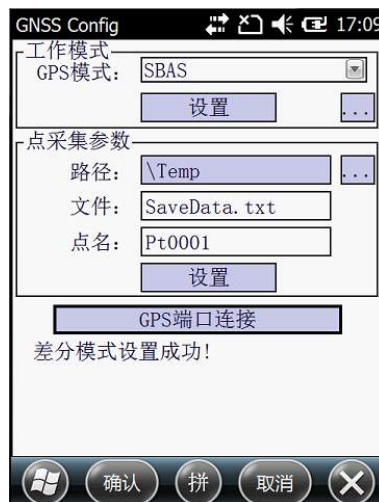 GNSS Config 17:09
工作模式
GPS模式： SBAS
设置 ...
点采集参数
路径： \Temp ...
文件： SaveData.txt
点名： Pt0001
设置
GPS端口连接
差分模式设置成功!
确认 拼 取消